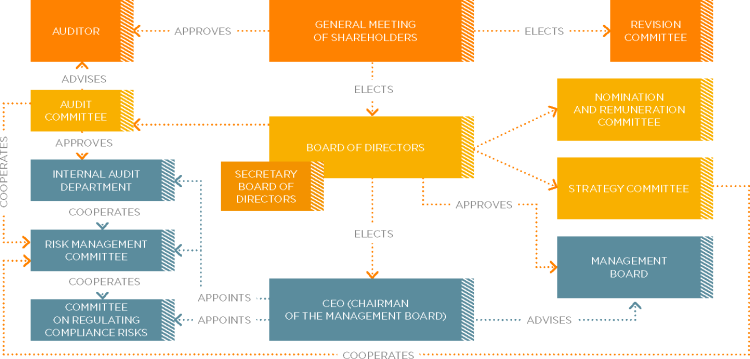 AUDITOR
APPROVES
GENERAL MEETING
OF SHAREHOLDERS
ELECTS
REVISION
COMMITTEE
ADVISES
ELECTS
AUDIT
COMMITTEE
NOMINATION
AND REMUNERATION
COMMITTEE
APPROVES
BOARD OF DIRECTORS
COOPERATES
INTERNAL AUDIT
DEPARTMENT
SECRETARY
BOARD OF
DIRECTORS
STRATEGY COMMITTEE
COOPERATES
APPROVES
ELECTS
RISK MANAGEMENT
COMMITTEE
MANAGEMENT
BOARD
COOPERATES
APPOINTS
CEO (CHAIRMAN
OF THE MANAGEMENT BOARD)
COMMITTEE
ON REGULATING
COMPLIANCE RISKS
APPOINTS
ADVISES
COOPERATES